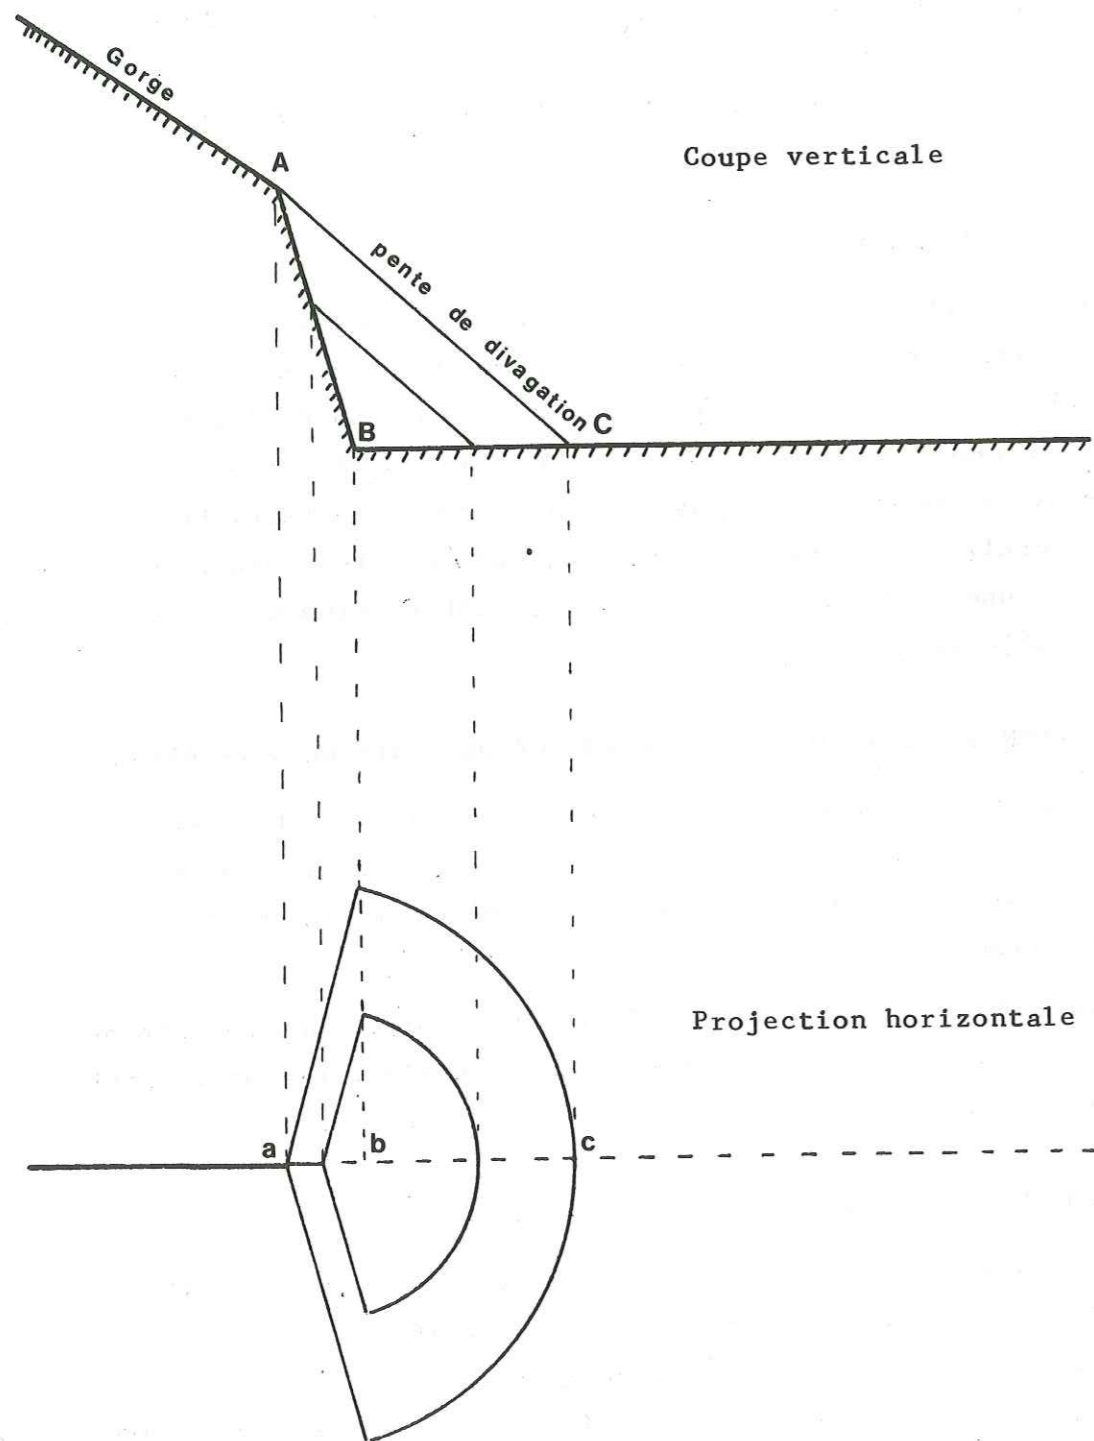 Gorge
A
Coupe verticale
pente de divagation
B
C
Projection horizontale
a
b
c